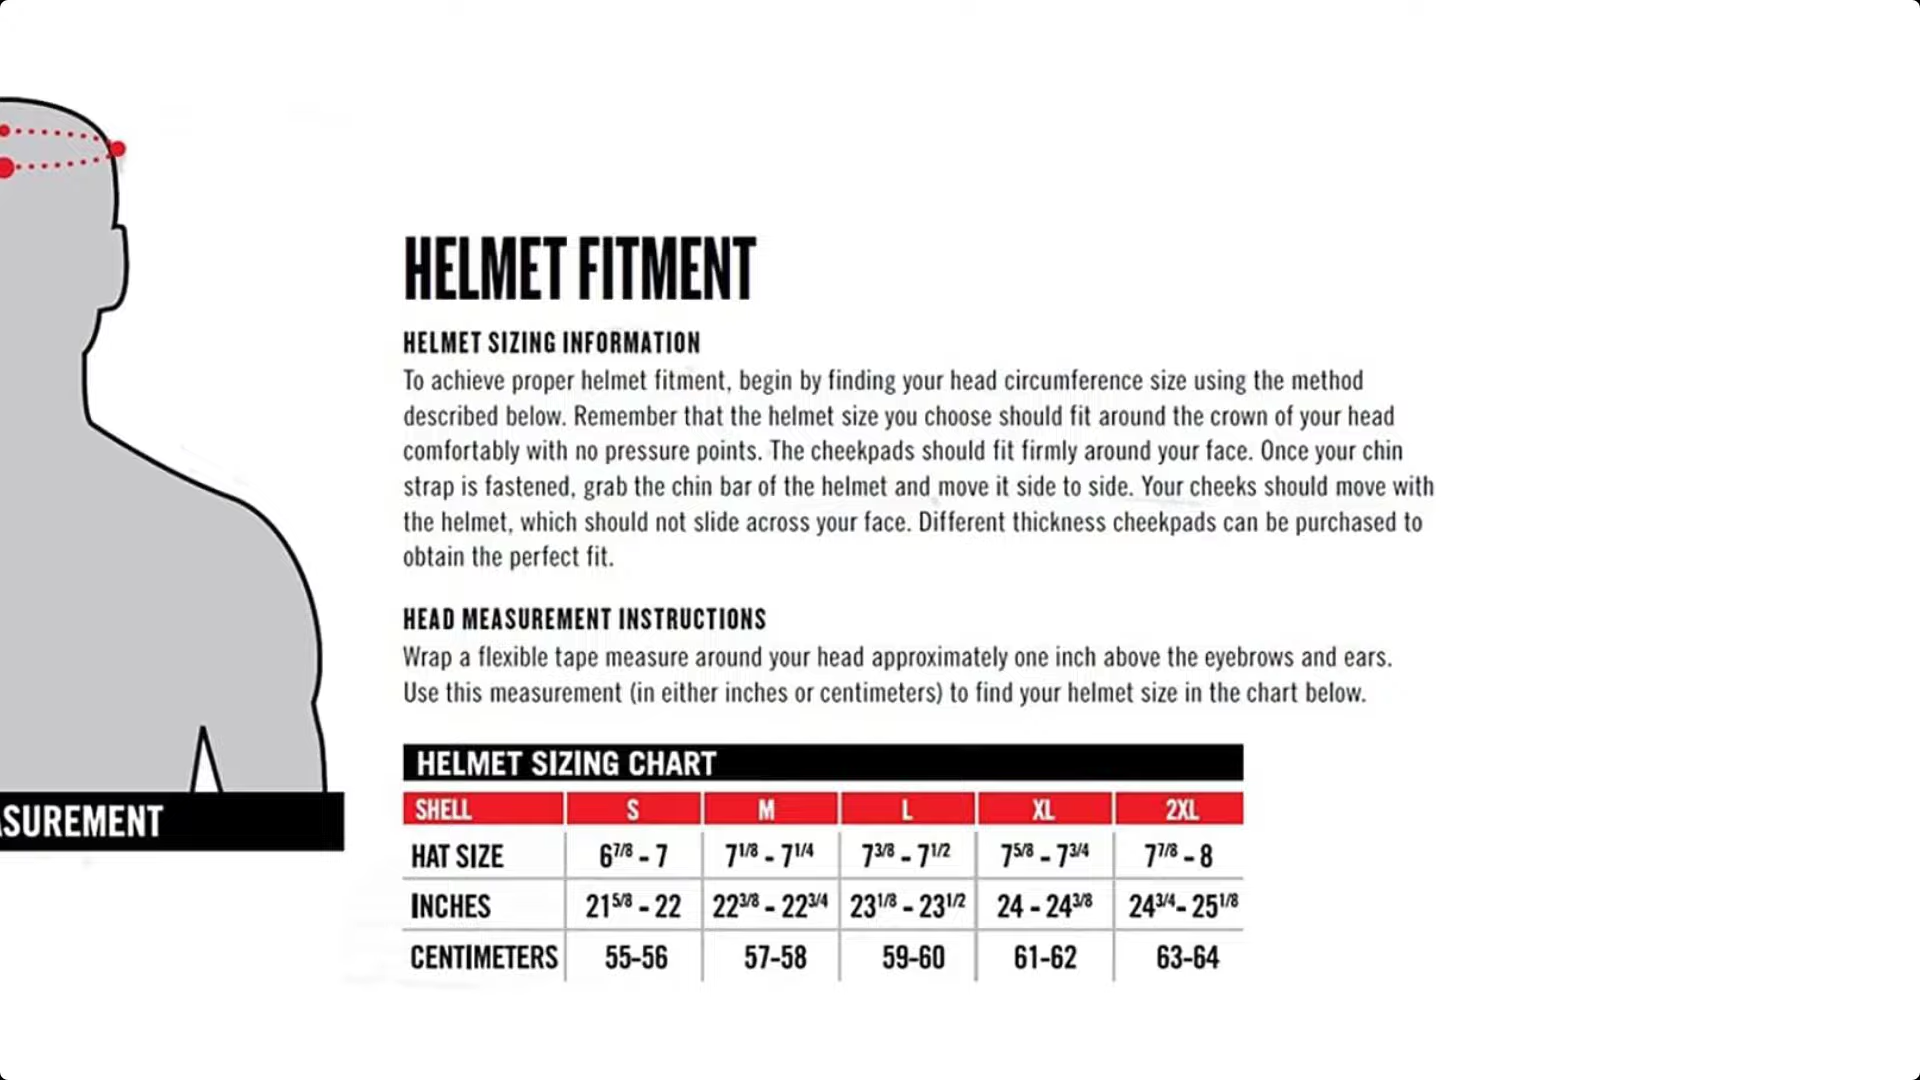 HELMET FITMENT
HELMET SIZING INFORMATION
To achieve proper helmet fitment, begin by finding your head circumference size using the method
described below. Remember that the helmet size you choose should fit around the crown of your head
comfortably with no pressure points. The cheekpads should fit firmly around your face. Once your chin
strap is fastened, grab the chin bar of the helmet and move it side to side. Your cheeks should move with
the helmet, which should not slide across your face. Different thickness cheekpads can be purchased to
obtain the perfect fit.
HEAD MEASUREMENT INSTRUCTIONS
Wrap a flexible tape measure around your head approximately one inch above the eyebrows and ears.
Use this measurement (in either inches or centimeters) to find your helmet size in the chart below.
ASUREMENT
HELMET SIZING CHART
SHELL S M L XL 2XL
HAT SIZE 6 7/8 - 7 7 1/8 - 7 1/4 7 3/8 - 7 1/2 7 5/8 - 7 3/4 7 7/8 - 8
INCHES 21 5/8 - 22 22 3/8 - 22 3/4 23 1/8 - 23 1/2 24 - 24 3/8 24 3/4 - 25 1/8
CENTIMETERS 55-56 57-58 59-60 61-62 63-64